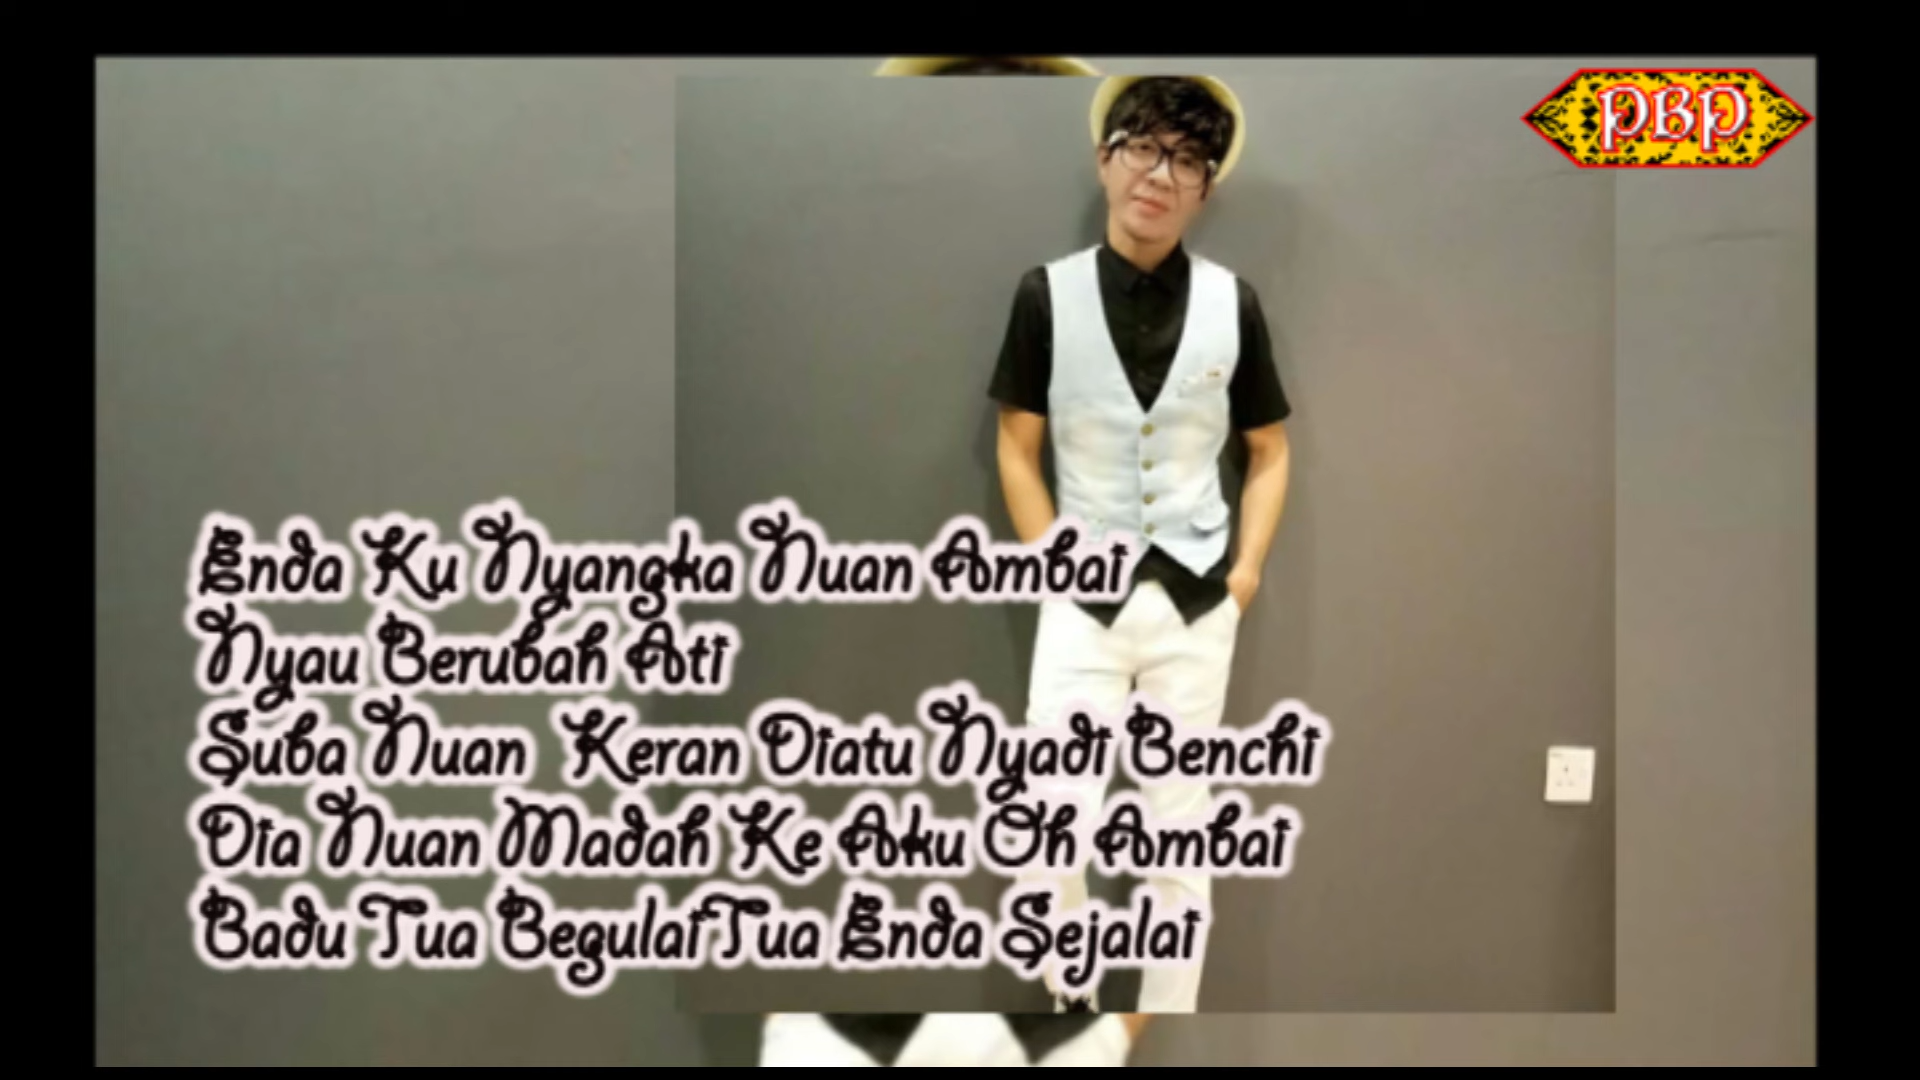 PBP
Enda Ku Nyangka Nuan Ambai
Nyau Berubah Ati
Suba Nuan Keran Diatu Nyadi Benchi
Dia Nuan Madah Ke Aku Oh Ambai
Badu Tua Begulai Tua Enda Sejalai